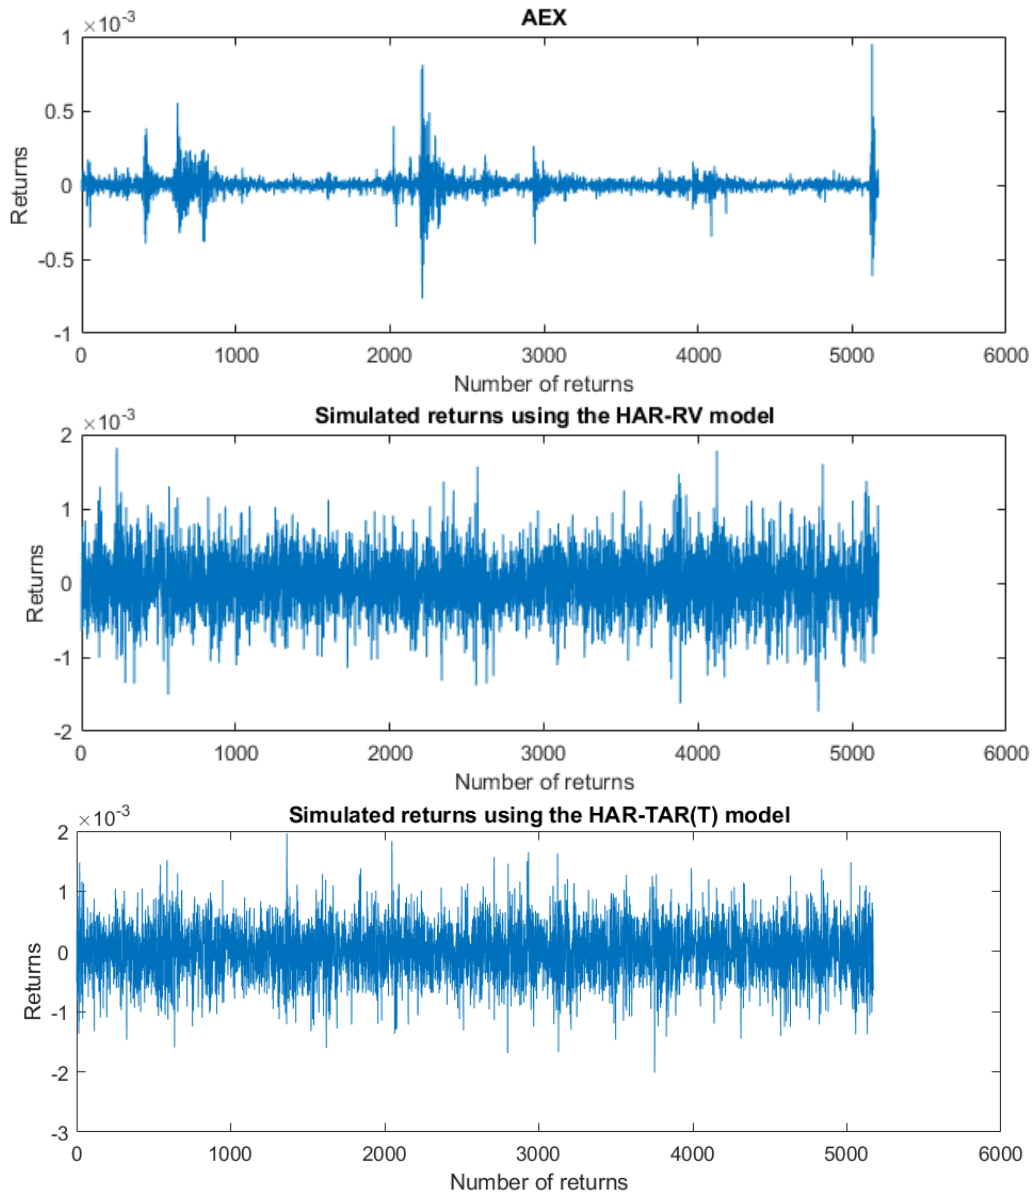 AEX
×10-3
1
0.5
0
-0.5
-1
Returns
0 1000 2000 3000 4000 5000 6000
Number of returns
Simulated returns using the HAR-RV model
×10-3
2
1
0
-1
-2
Returns
0 1000 2000 3000 4000 5000 6000
Number of returns
Simulated returns using the HAR-TAR(T) model
×10-3
2
1
0
-1
-2
-3
Returns
0 1000 2000 3000 4000 5000 6000
Number of returns